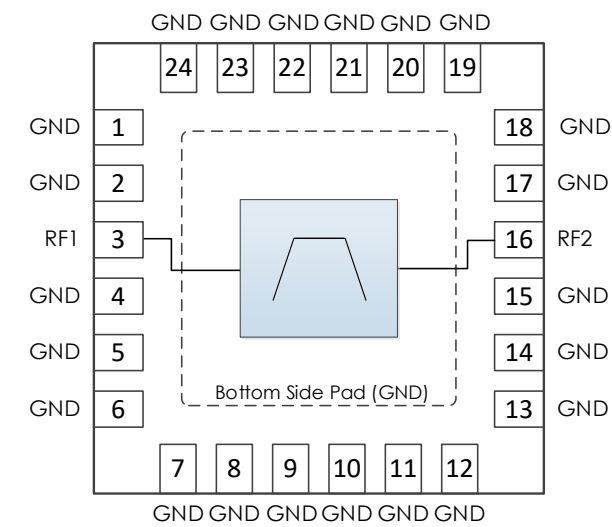 GND GND GND GND GND GND
24 23 22 21 20 19
GND 1 18 GND
GND 2 17 GND
RF1 3 16 RF2
GND 4 15 GND
GND 5 14 GND
Bottom Side Pad (GND)
GND 6 13 GND
7 8 9 10 11 12
GND GND GND GND GND GND